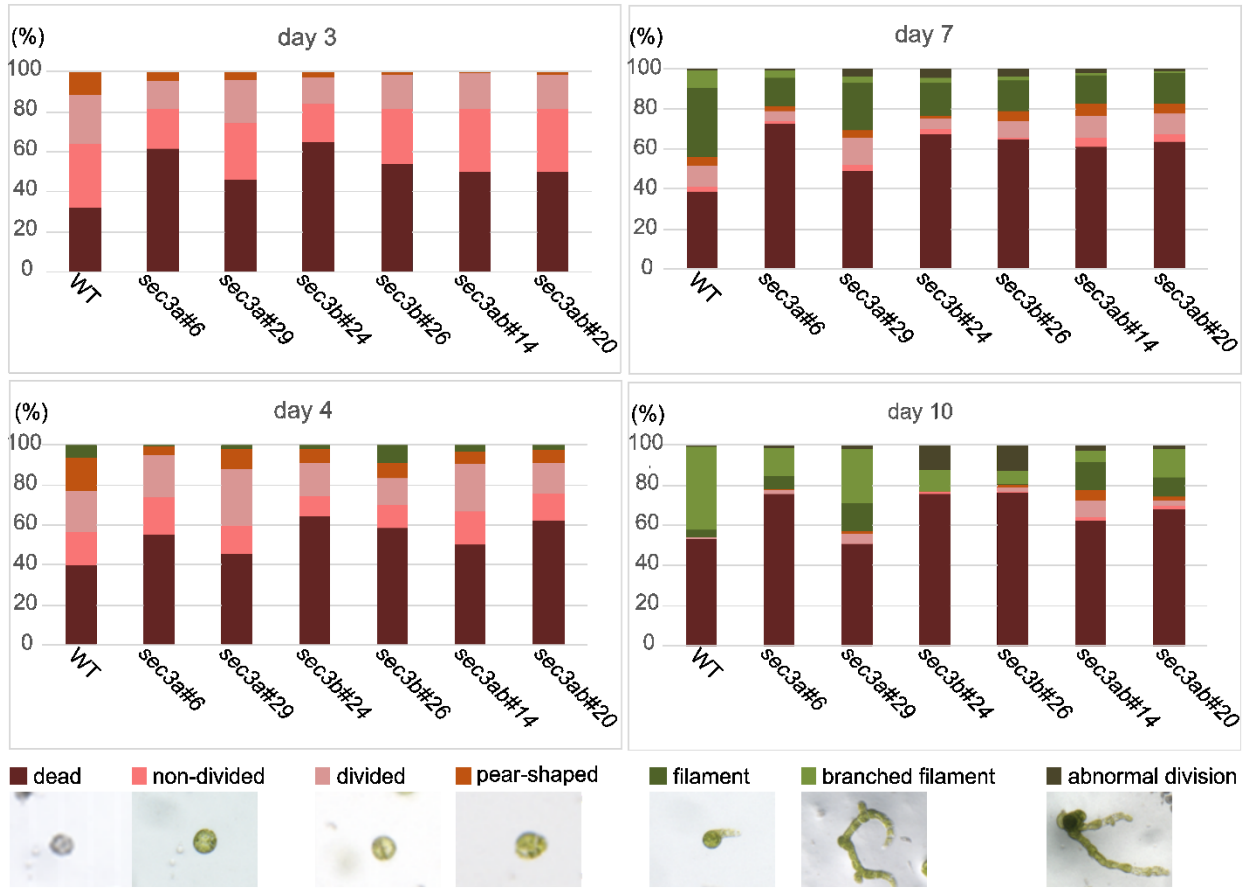 day 3
(%)
100
80
60
40
20
0
WT
sec3a#6
sec3a#29
sec3b#24
sec3b#26
sec3ab#14
sec3ab#20
day 7
(%)
100
80
60
40
20
0
WT
sec3a#6
sec3a#29
sec3b#24
sec3b#26
sec3ab#14
sec3ab#20
day 4
(%)
100
80
60
40
20
0
WT
sec3a#6
sec3a#29
sec3b#24
sec3b#26
sec3ab#14
sec3ab#20
day 10
(%)
100
80
60
40
20
0
WT
sec3a#6
sec3a#29
sec3b#24
sec3b#26
sec3ab#14
sec3ab#20
dead non-divided divided pear-shaped filament branched filament abnormal division